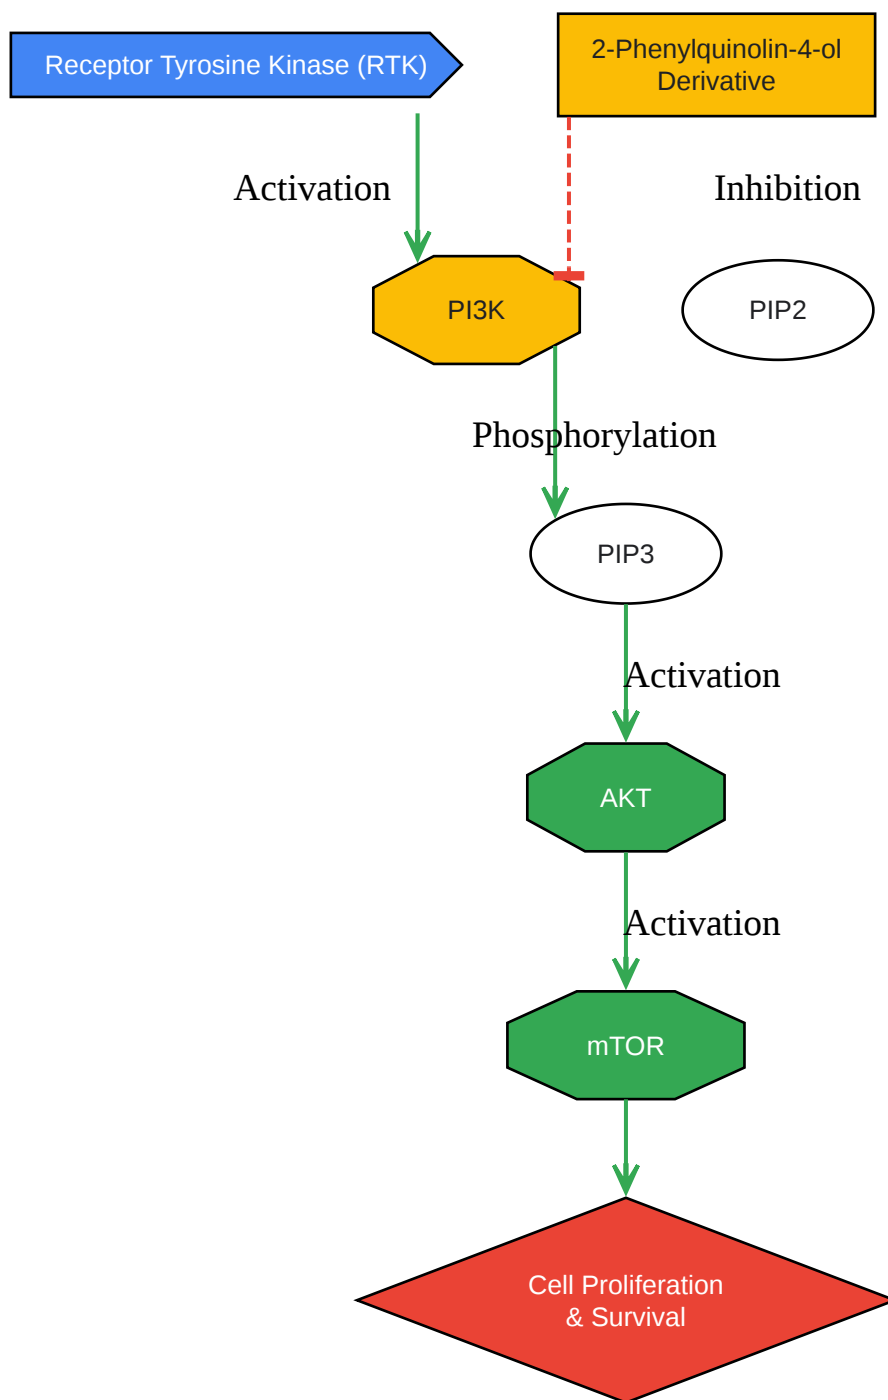 Receptor Tyrosine Kinase (RTK)
2-Phenylquinolin-4-ol
Derivative
Activation
Inhibition
PI3K
PIP2
Phosphorylation
PIP3
Activation
AKT
Activation
mTOR
Cell Proliferation
& Survival